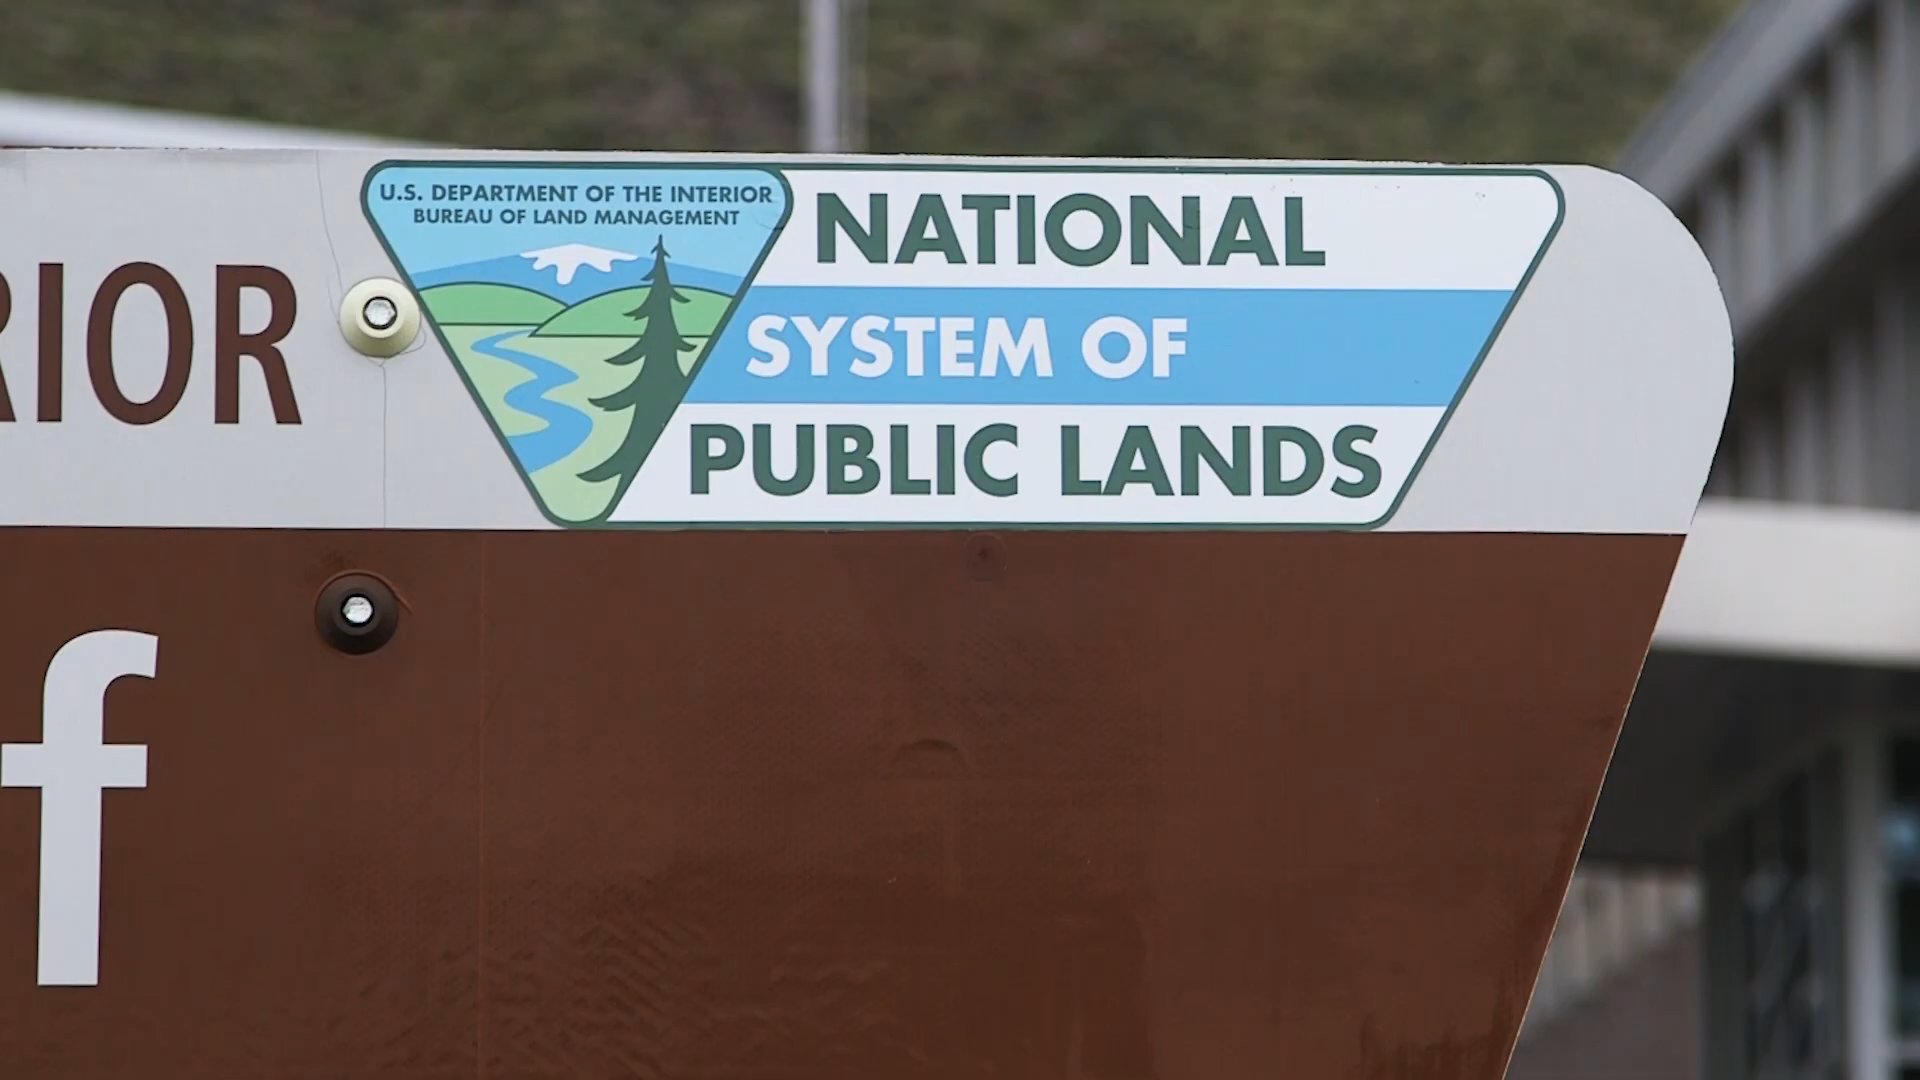 U.S. DEPARTMENT OF THE INTERIOR
BUREAU OF LAND MANAGEMENT
NATIONAL
SYSTEM OF
PUBLIC LANDS
RIOR
f